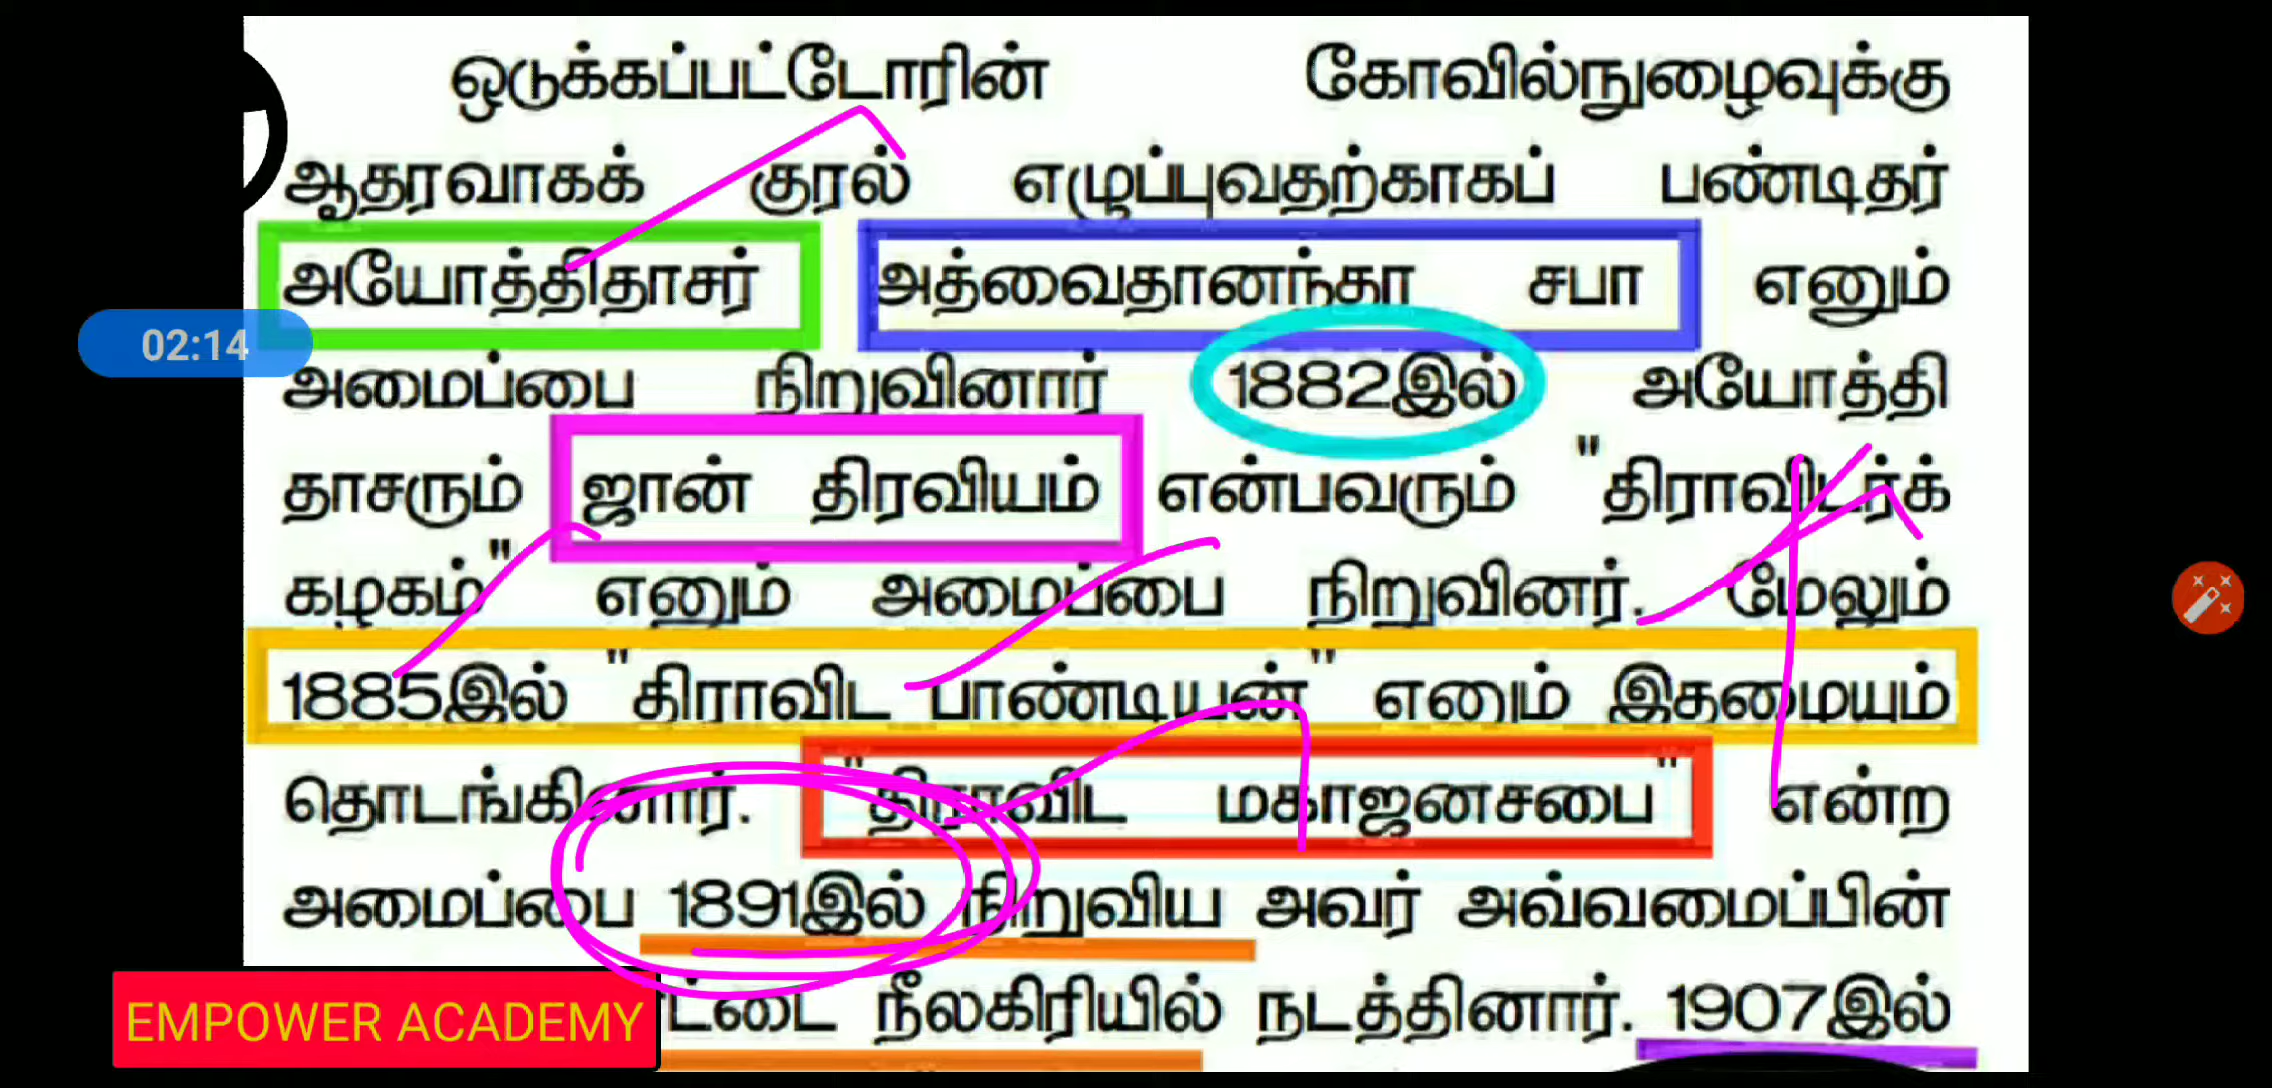 ஒடுக்கப்பட்டோரின் கோவில்நுழைவுக்கு
ஆதரவாகக் குரல் எழுப்புவதற்காகப் பண்டிதர்
அயோத்திதாசர் அத்வைதானந்தா சபா எனும்
02:14
அமைப்பை நிறுவினார் 1882இல் அயோத்தி
தாசரும் ஜான் திரவியம் என்பவரும் "திராவிடர்க்
கழகம்" எனும் அமைப்பை நிறுவினர். மேலும்
1885இல் "திராவிட பாண்டியன்" எனும் இதழையும்
தொடங்கினார். "திராவிட மகாஜனசபை" என்ற
அமைப்பை 1891இல் நிறுவிய அவர் அவ்வமைப்பின்
நீலகிரியில் நடத்தினார். 1907இல்
EMPOWER ACADEMY